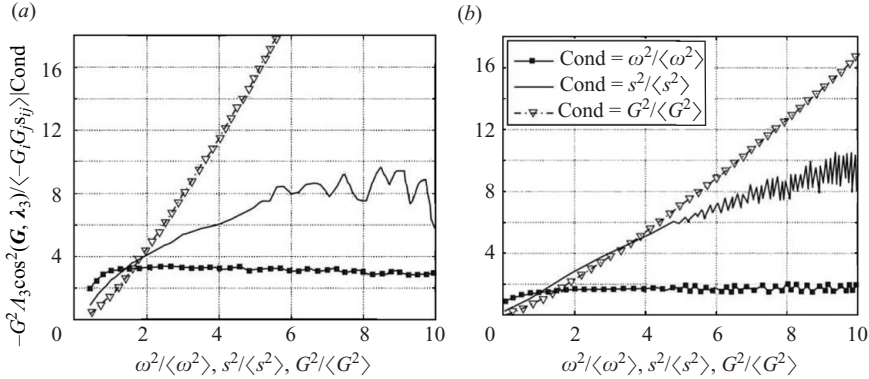 (a)
(b)
–G²Λ₃cos²(G, λ₃)/⟨–GᵢGⱼsᵢⱼ⟩|Cond
16
12
8
4
0
2
4
6
8
10
ω²/⟨ω²⟩, s²/⟨s²⟩, G²/⟨G²⟩
Cond = ω²/⟨ω²⟩
Cond = s²/⟨s²⟩
Cond = G²/⟨G²⟩
16
12
8
4
0
2
4
6
8
10
ω²/⟨ω²⟩, s²/⟨s²⟩, G²/⟨G²⟩